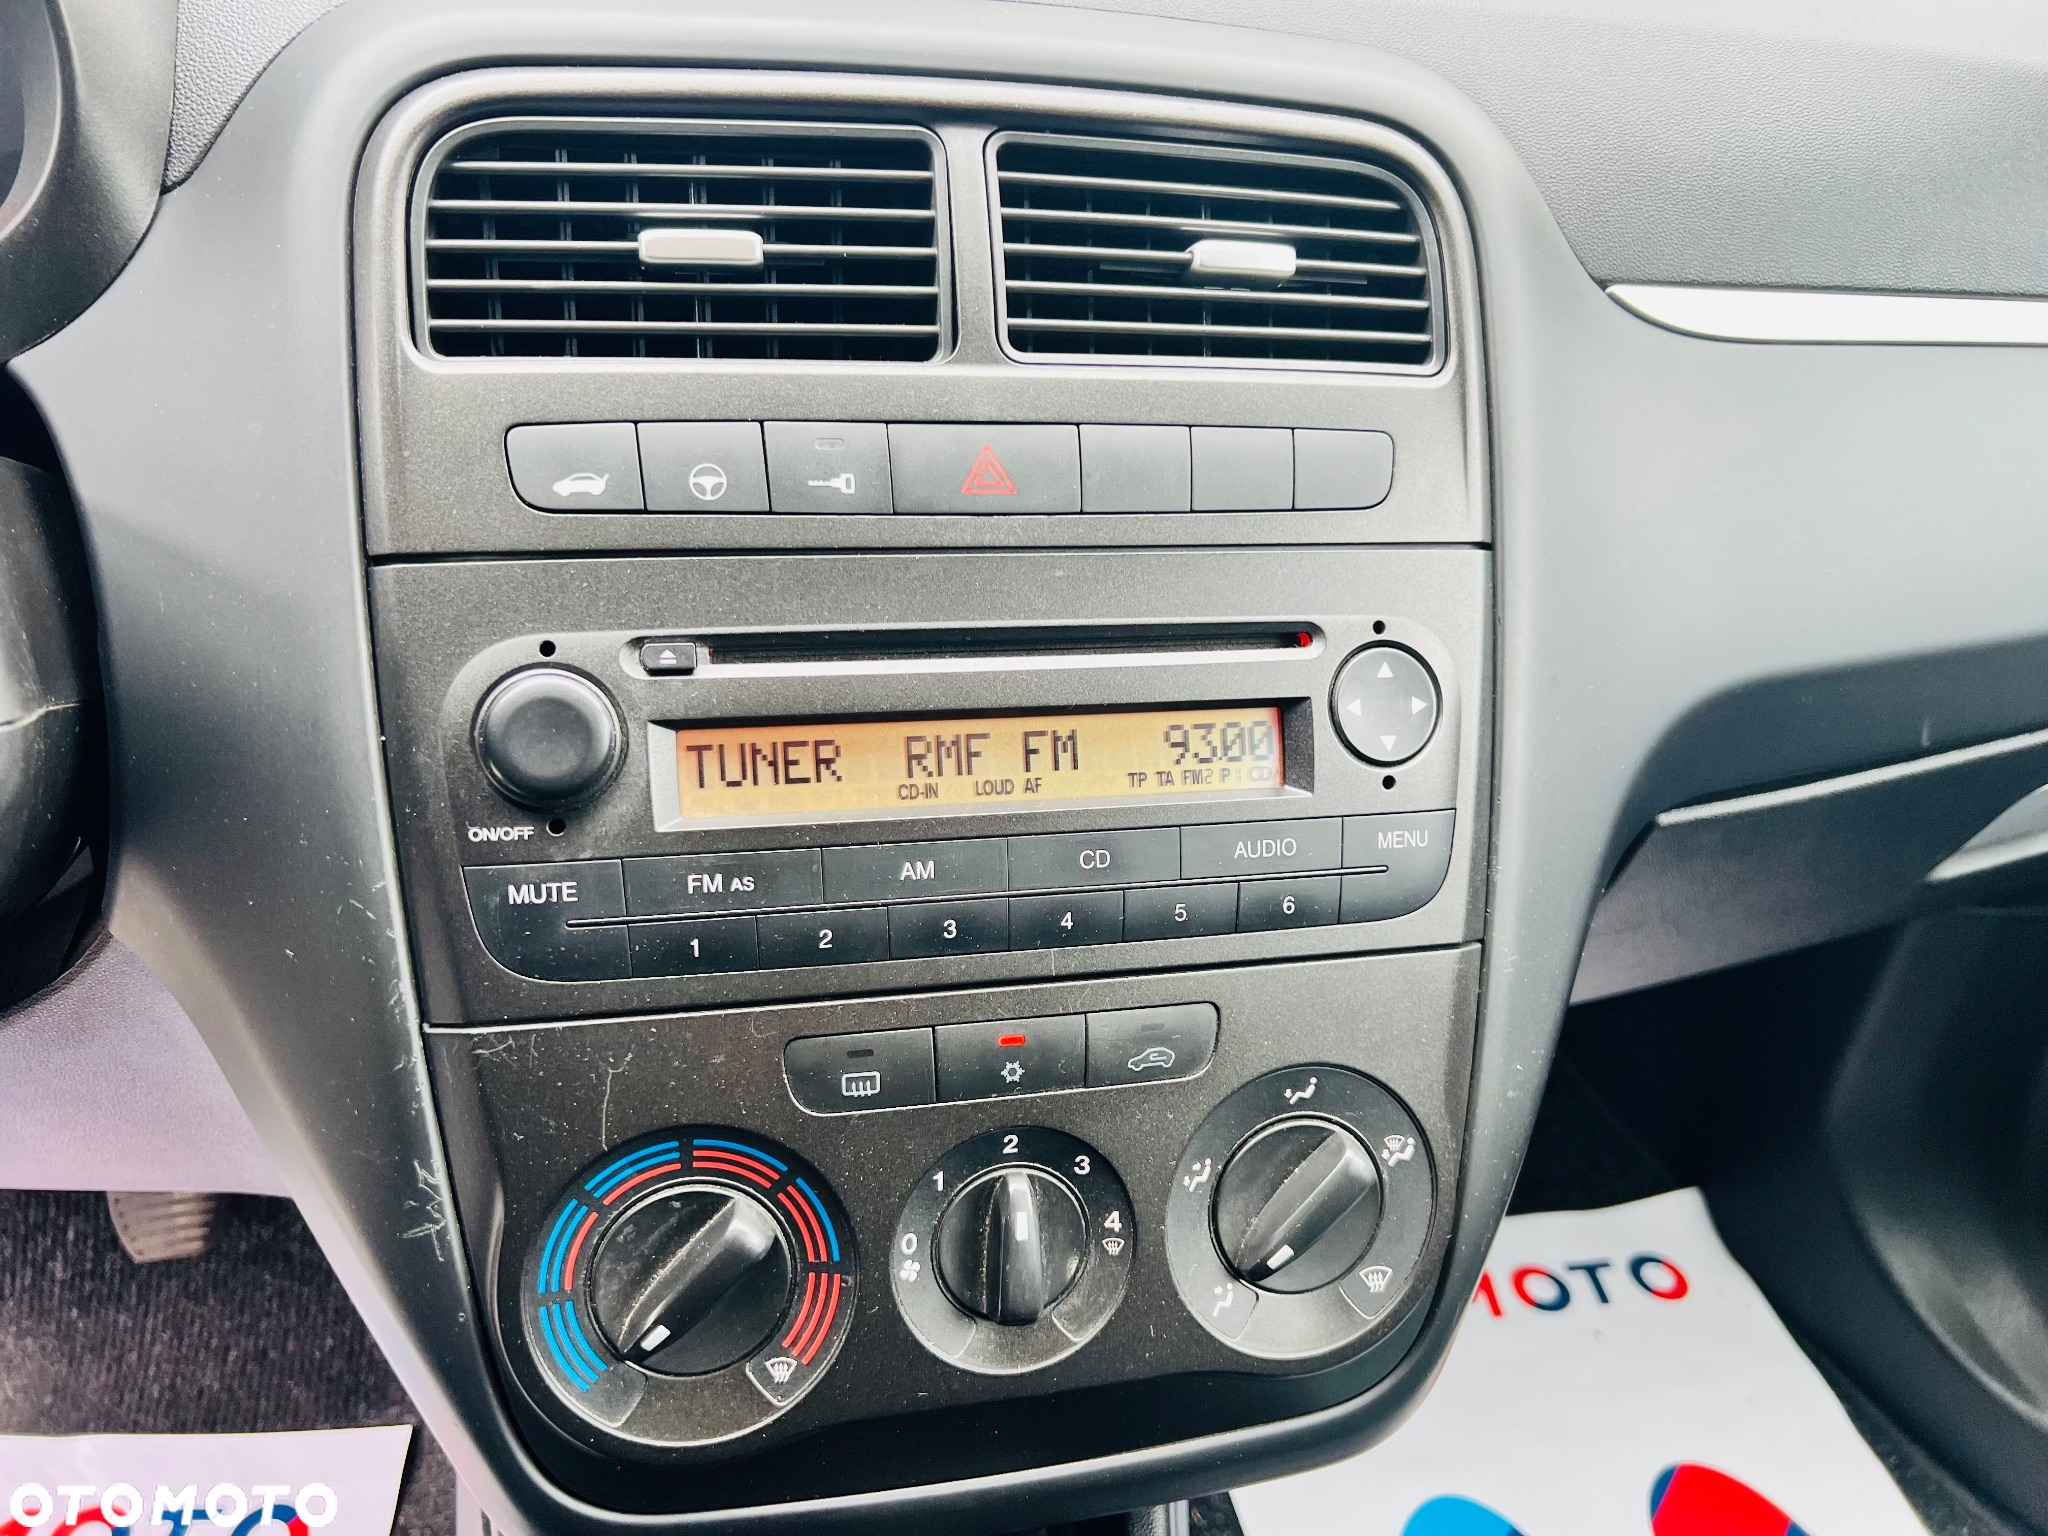 TUNER RMF FM 93.00
CD-IN LOUD AF TP TA FM2 P
ON/OFF
MUTE FM AS AM CD AUDIO MENU
1 2 3 4 5 6
0 1 2 3 4
MOTO
OTOMOTO